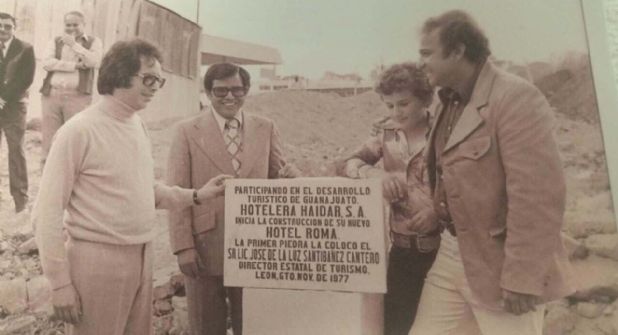 PARTICIPANDO EN EL DESARROLLO
TURISTICO DE GUANAJUATO.
HOTELERA HAIDAR, S.A.
INICIA LA CONSTRUCCION DE SU NUEVO
HOTEL ROMA.
LA PRIMER PIEDRA LA COLOCO EL
SR LIC. JOSE DE LA LUZ SANTIBAÑEZ CANTERO
DIRECTOR ESTATAL DE TURISMO.
LEON, GTO. NOV. DE 1977